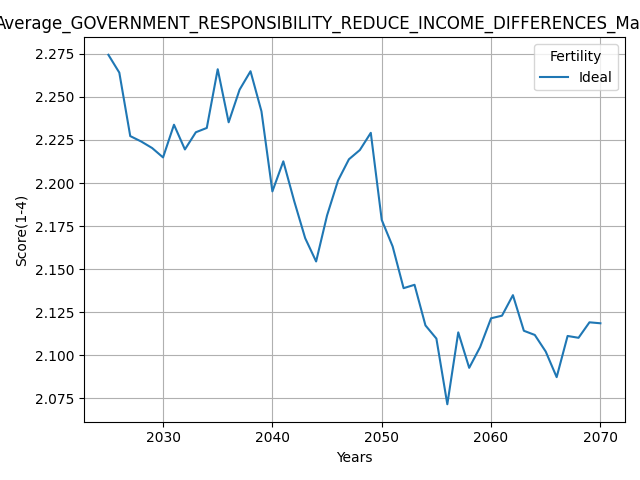 Average_GOVERNMENT_RESPONSIBILITY_REDUCE_INCOME_DIFFERENCES_Ma
Fertility
Ideal
2.275
2.250
2.225
2.200
2.175
2.150
2.125
2.100
2.075
Score(1-4)
2030 2040 2050 2060 2070
Years